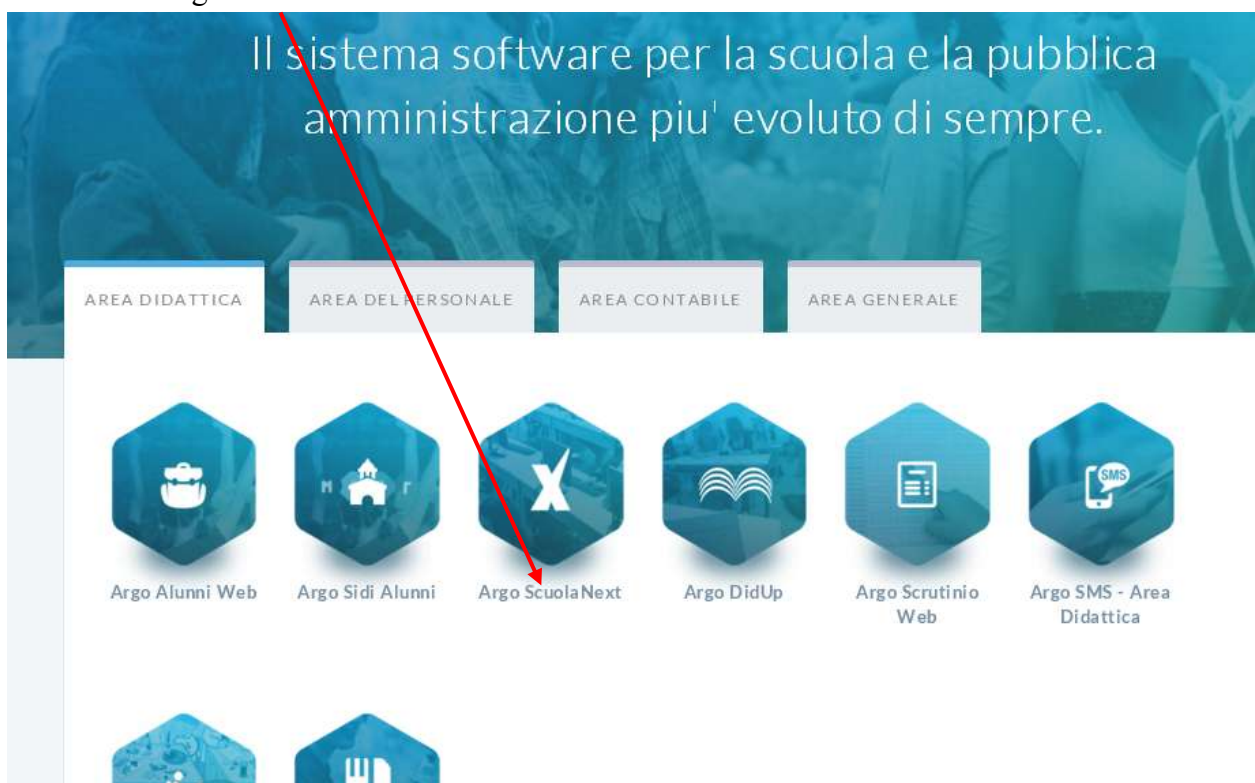 Il sistema software per la scuola e la pubblica
amministrazione piu' evoluto di sempre.
AREA DIDATTICA
AREA DEL PERSONALE
AREA CONTABILE
AREA GENERALE
Argo Alunni Web
Argo Sidi Alunni
Argo ScuolaNext
Argo DidUp
Argo Scrutinio
Web
Argo SMS - Area
Didattica
M
r
X
SMS